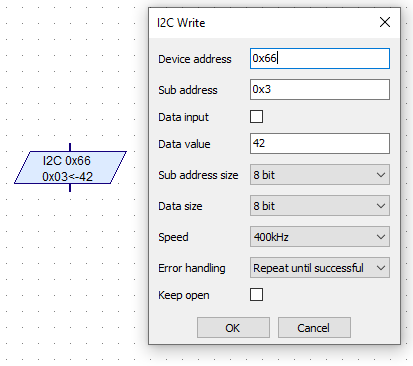 I2C 0x66
0x03<-42
I2C Write
Device address 0x66
Sub address 0x3
Data input
Data value 42
Sub address size 8 bit
Data size 8 bit
Speed 400kHz
Error handling Repeat until successful
Keep open
OK Cancel